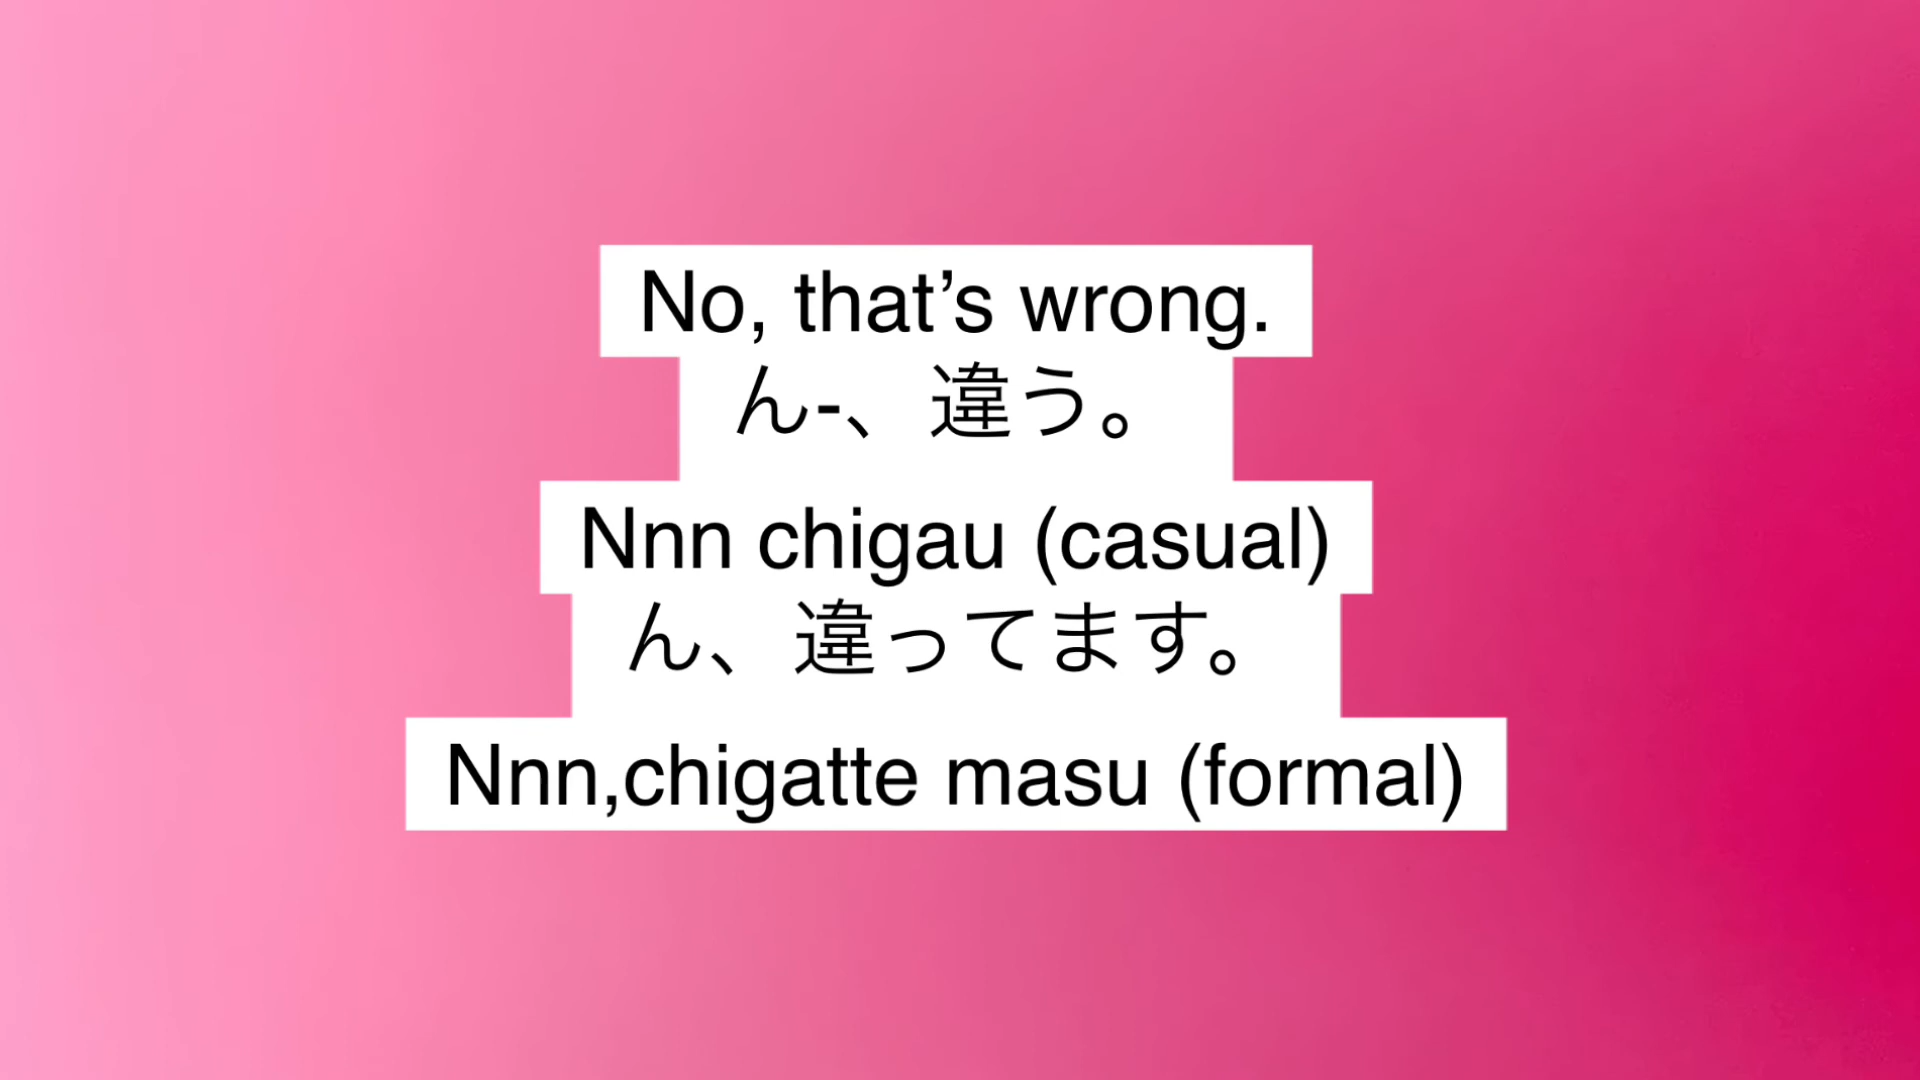 No, that’s wrong.
ん-、違う。
Nnn chigau (casual)
ん、違ってます。
Nnn,chigatte masu (formal)